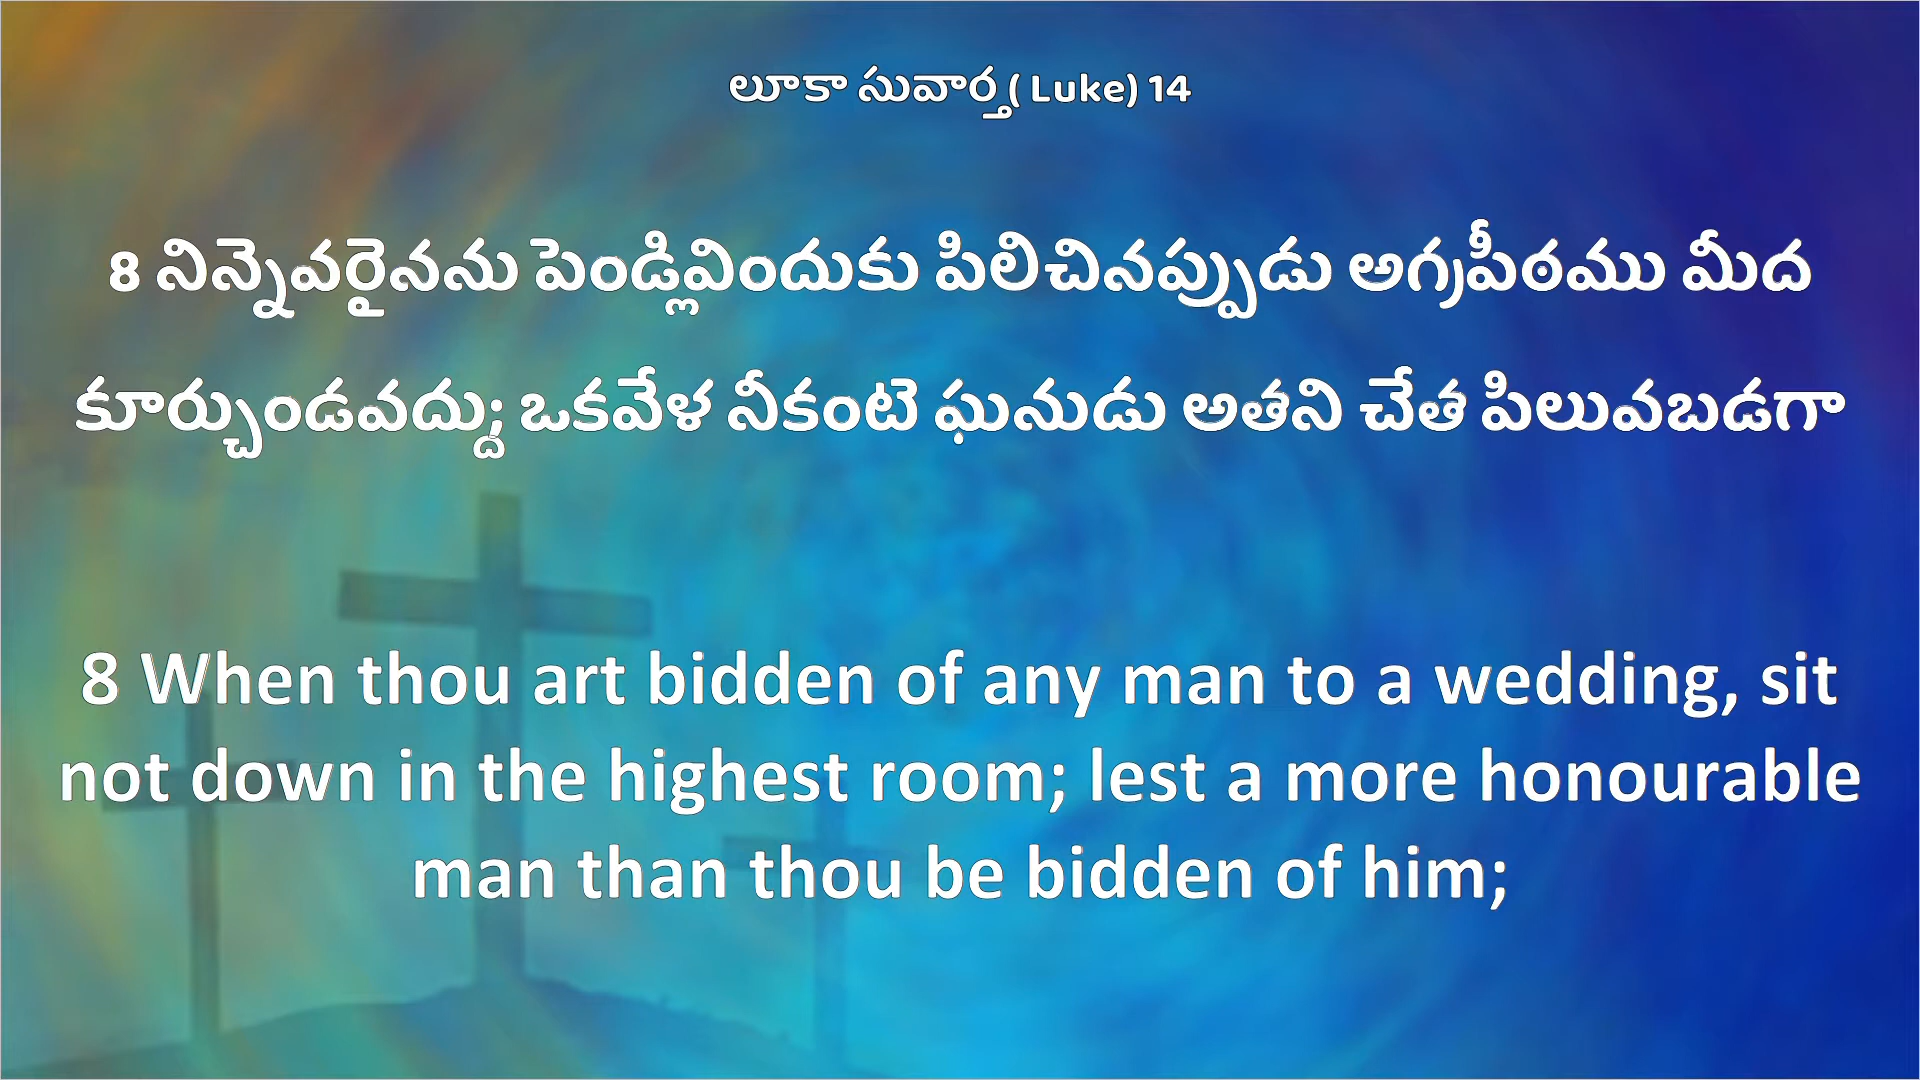 లూకా సువార్త ( Luke) 14
8 నిన్నెవరైనను పెండ్లివిందుకు పిలిచినప్పుడు అగ్రపీఠము మీద
కూర్చుండవద్దు; ఒకవేళ నీకంటె ఘనుడు అతని చేత పిలువబడగా
8 When thou art bidden of any man to a wedding, sit
not down in the highest room; lest a more honourable
man than thou be bidden of him;